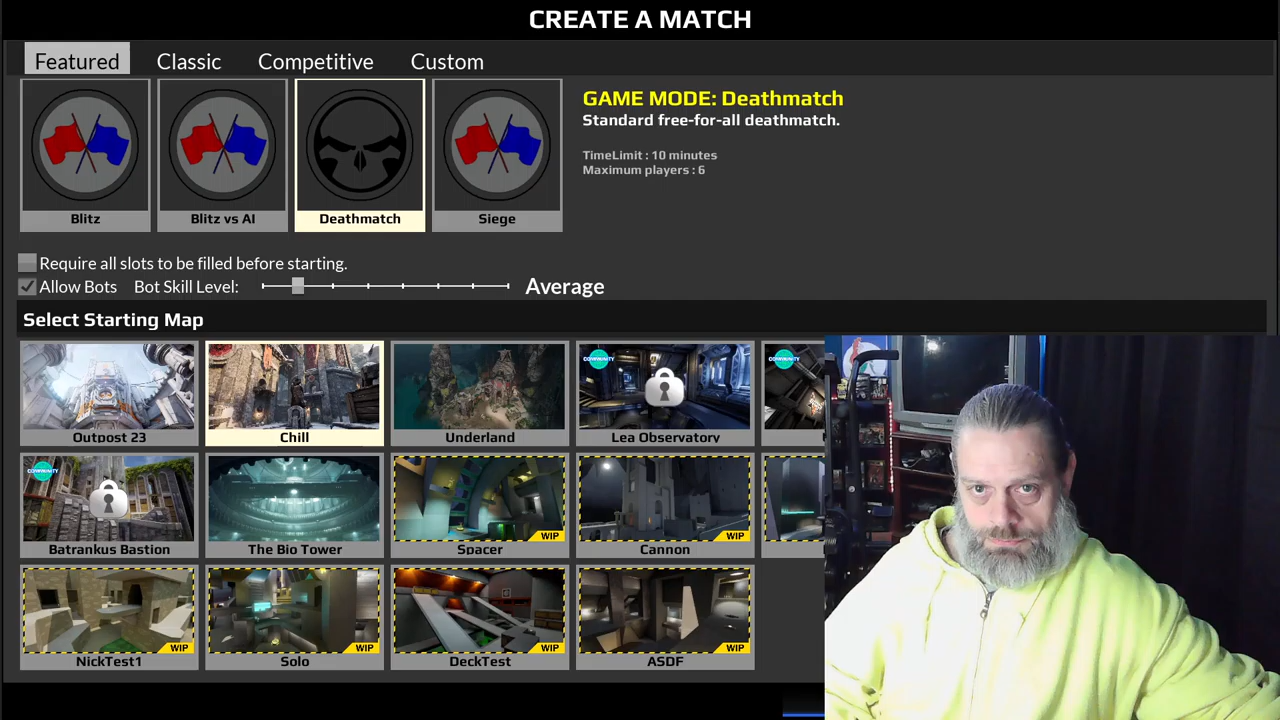 CREATE A MATCH
Featured Classic Competitive Custom
GAME MODE: Deathmatch
Standard free-for-all deathmatch.
TimeLimit : 10 minutes
Maximum players : 6
Blitz Blitz vs AI Deathmatch Siege
Require all slots to be filled before starting.
Allow Bots Bot Skill Level: Average
Select Starting Map
COMMUNITY COMMUNITY
Outpost 23 Chill Underland Lea Observatory
COMMUNITY
WIP WIP
Batrankus Bastion The Bio Tower Spacer Cannon
WIP WIP WIP WIP
NickTest1 Solo DeckTest ASDF